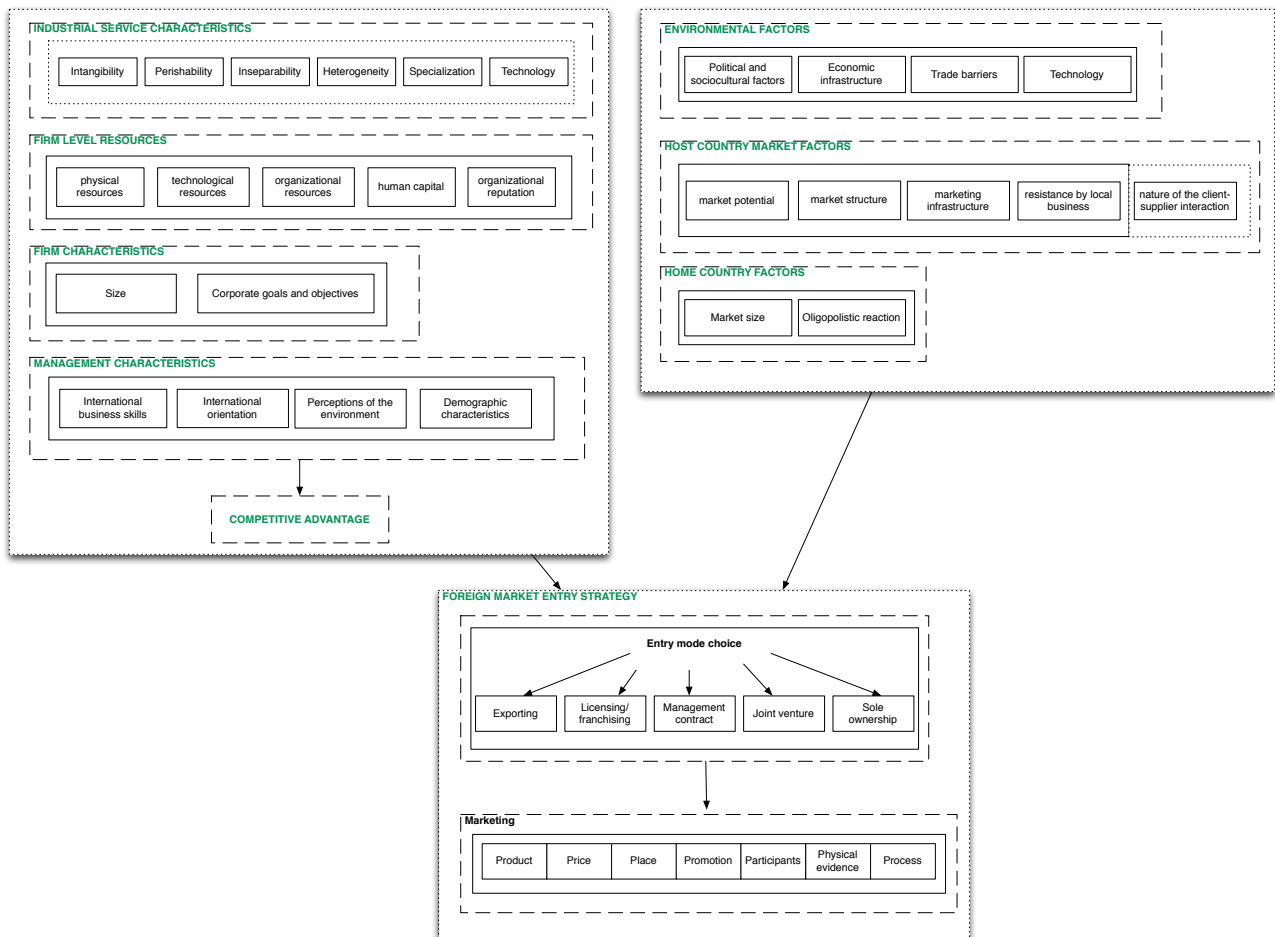 INDUSTRIAL SERVICE CHARACTERISTICS
Intangibility
Perishability
Inseparability
Heterogeneity
Specialization
Technology
FIRM LEVEL RESOURCES
physical
resources
technological
resources
organizational
resources
human capital
organizational
reputation
FIRM CHARACTERISTICS
Size
Corporate goals and objectives
MANAGEMENT CHARACTERISTICS
International
business skills
International
orientation
Perceptions of the
environment
Demographic
characteristics
COMPETITIVE ADVANTAGE
ENVIRONMENTAL FACTORS
Political and
sociocultural factors
Economic
infrastructure
Trade barriers
Technology
HOST COUNTRY MARKET FACTORS
market potential
market structure
marketing
infrastructure
resistance by local
business
nature of the client-
supplier interaction
HOME COUNTRY FACTORS
Market size
Oligopolistic reaction
FOREIGN MARKET ENTRY STRATEGY
Entry mode choice
Exporting
Licensing/
franchising
Management
contract
Joint venture
Sole
ownership
Marketing
Product
Price
Place
Promotion
Participants
Physical
evidence
Process